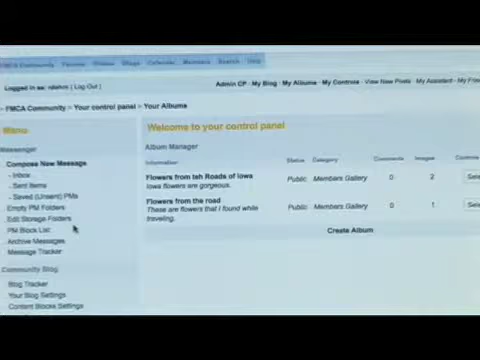 FMCA Community Forums Photos Blogs Calendar Members Search Help
Logged in as: rdehos ( Log Out )
Admin CP · My Blog · My Albums · My Controls · View New Posts · My Assistant · My Frie
FMCA Community > Your control panel > Your Albums
Menu
Messenger
Compose New Message
- Inbox
- Sent Items
- Saved (Unsent) PMs
Empty PM Folders
Edit Storage Folders
PM Block List
Archive Messages
Message Tracker
Community Blog
Blog Tracker
Your Blog Settings
Content Blocks Settings
Welcome to your control panel
Album Manager
Information Status Category Comments Images Controls
Flowers from teh Roads of Iowa Public Members Gallery 0 2 Sele
Iowa flowers are gorgeous.
Flowers from the road Public Members Gallery 0 1 Sele
These are flowers that I found while
traveling.
Create Album